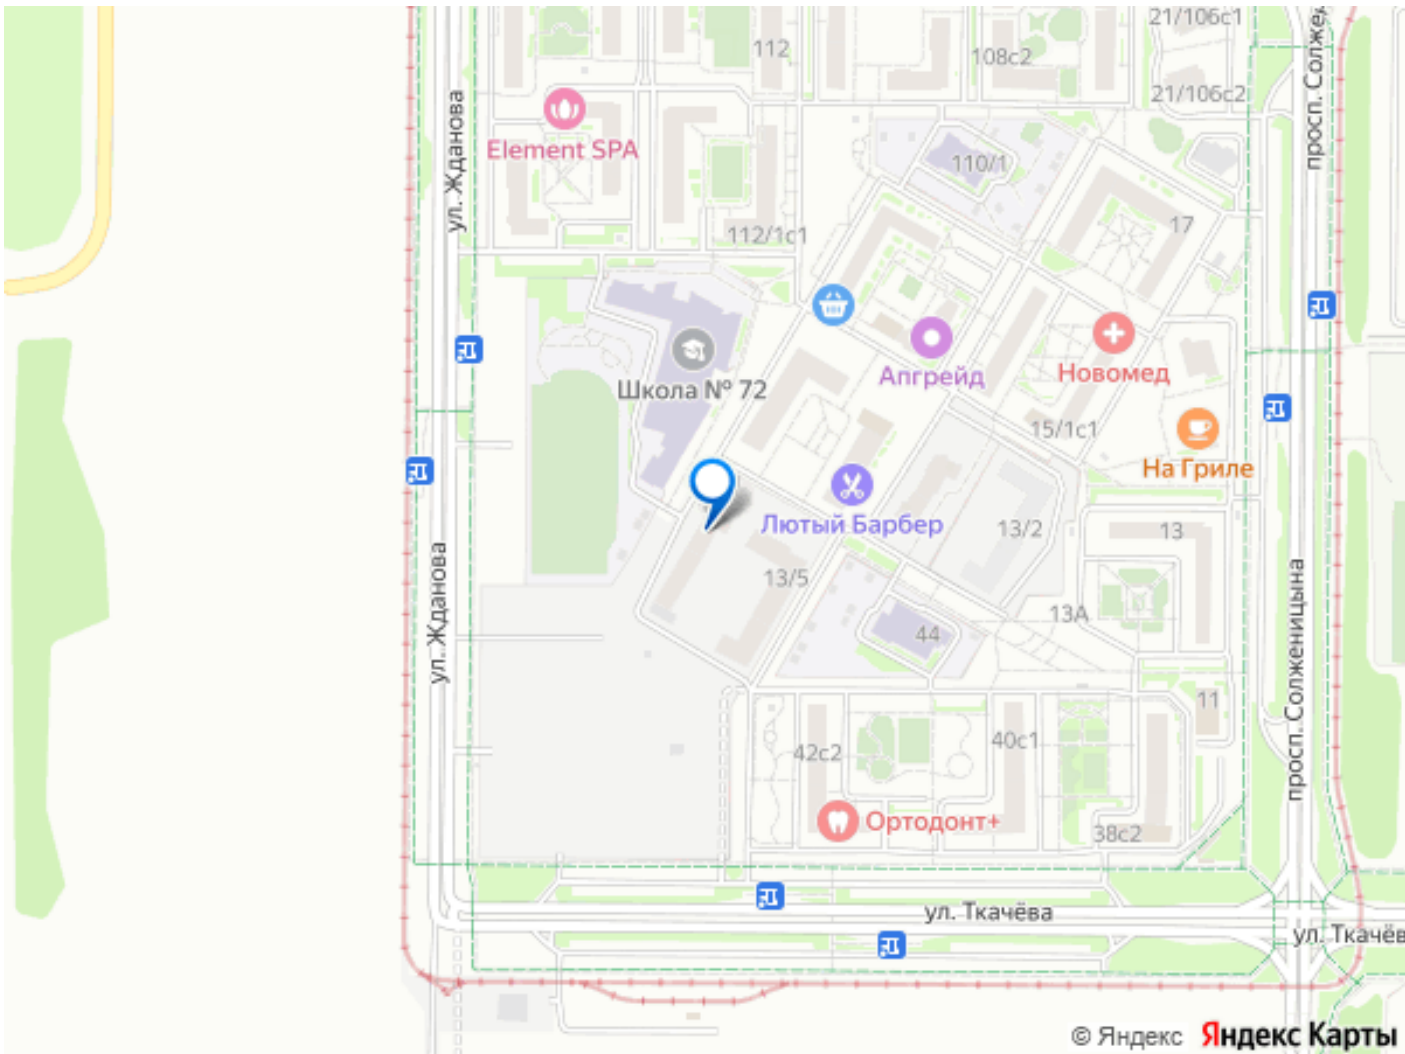 21/106с1
просп. Солже
112
108с2
21/106с2
ул. Жданова
Element SPA
110/1
112/1с1
17
Школа № 72
Апгрейд
Новомед
15/1с1
На Гриле
Лютый Барбер
13/2
13
13/5
13А
44
ул. Жданова
просп. Солженицына
11
42с2
40с1
Ортодонт+
38с2
ул. Ткачёва
ул. Ткачёв
© Яндекс Яндекс Карты